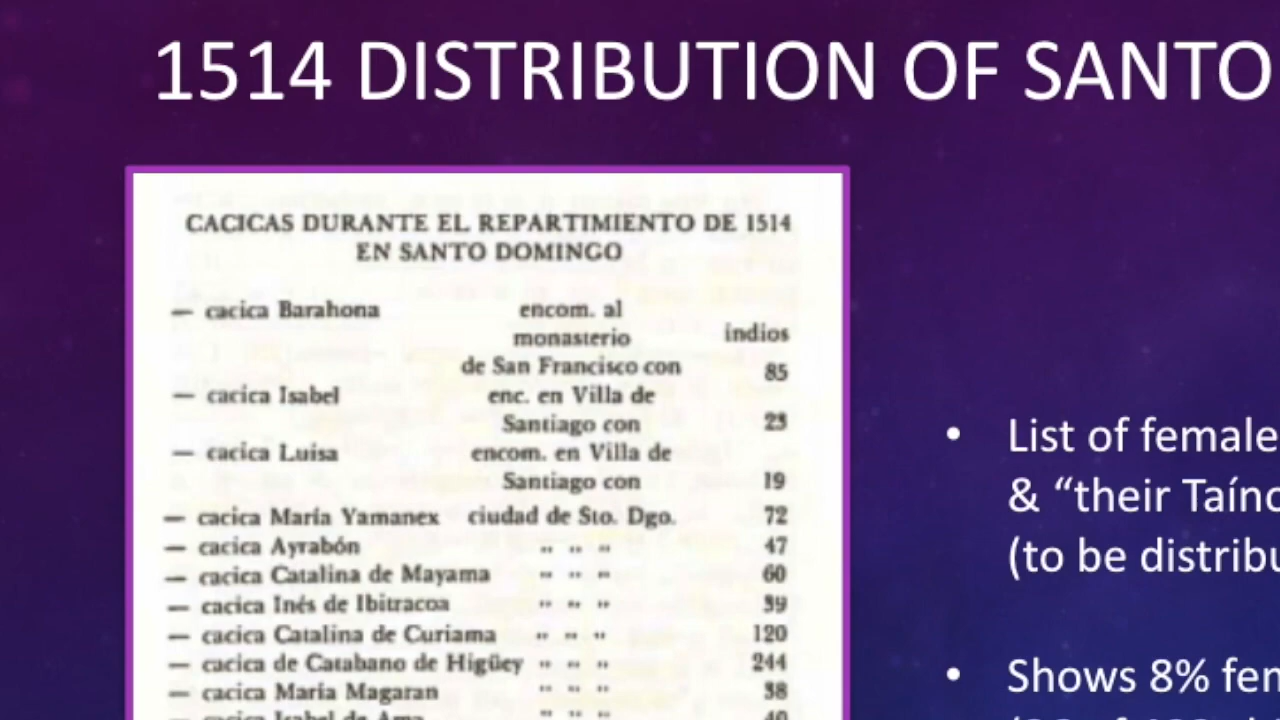 1514 DISTRIBUTION OF SANTO
CACICAS DURANTE EL REPARTIMIENTO DE 1514
EN SANTO DOMINGO
— cacica Barahona encom. al
monasterio indios
de San Francisco con 85
— cacica Isabel enc. en Villa de
Santiago con 23
— cacica Luisa encom. en Villa de
Santiago con 19
— cacica María Yamanex ciudad de Sto. Dgo. 72
— cacica Ayrabón " " " 47
— cacica Catalina de Mayama " " " 60
— cacica Inés de Ibitracoa " " " 39
— cacica Catalina de Curiama " " " 120
— cacica de Catabano de Higüey " " " 244
— cacica María Magaran " " " 38
— cacica Isabel de " " " 40
• List of female
& “their Taíno
(to be distribu
• Shows 8% fem